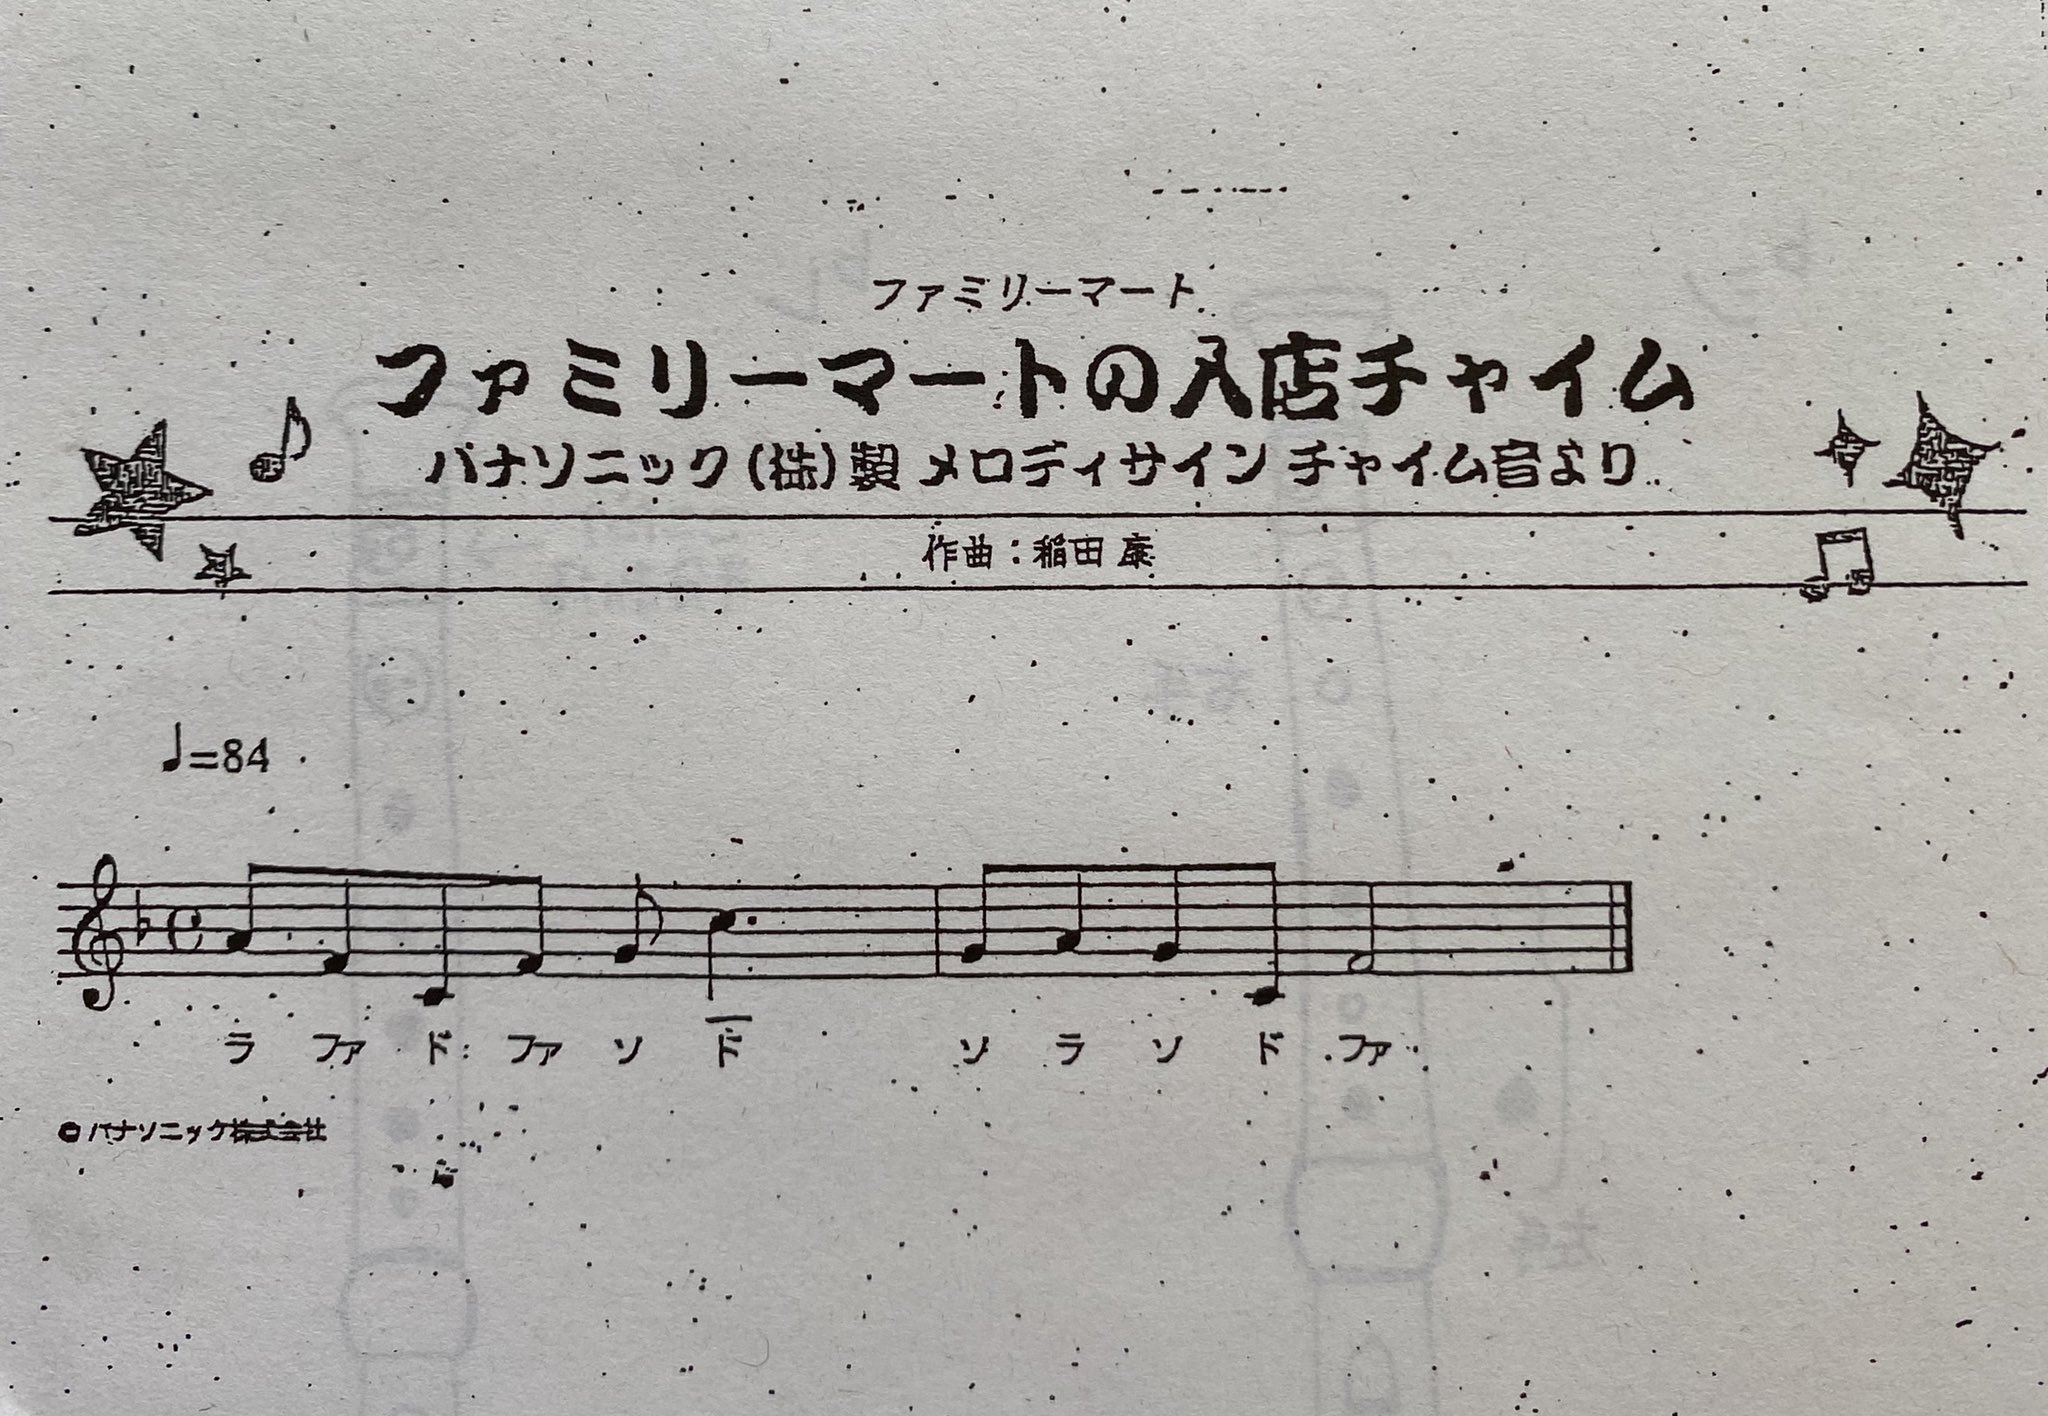 ファミリーマート
ファミリーマートの入店チャイム
パナソニック(株)製 メロディサイン チャイム音より
作曲：稲田 康
♩=84
ラ ファ ド ファ ソ ド ソ ラ ソ ド ファ
©パナソニック株式会社